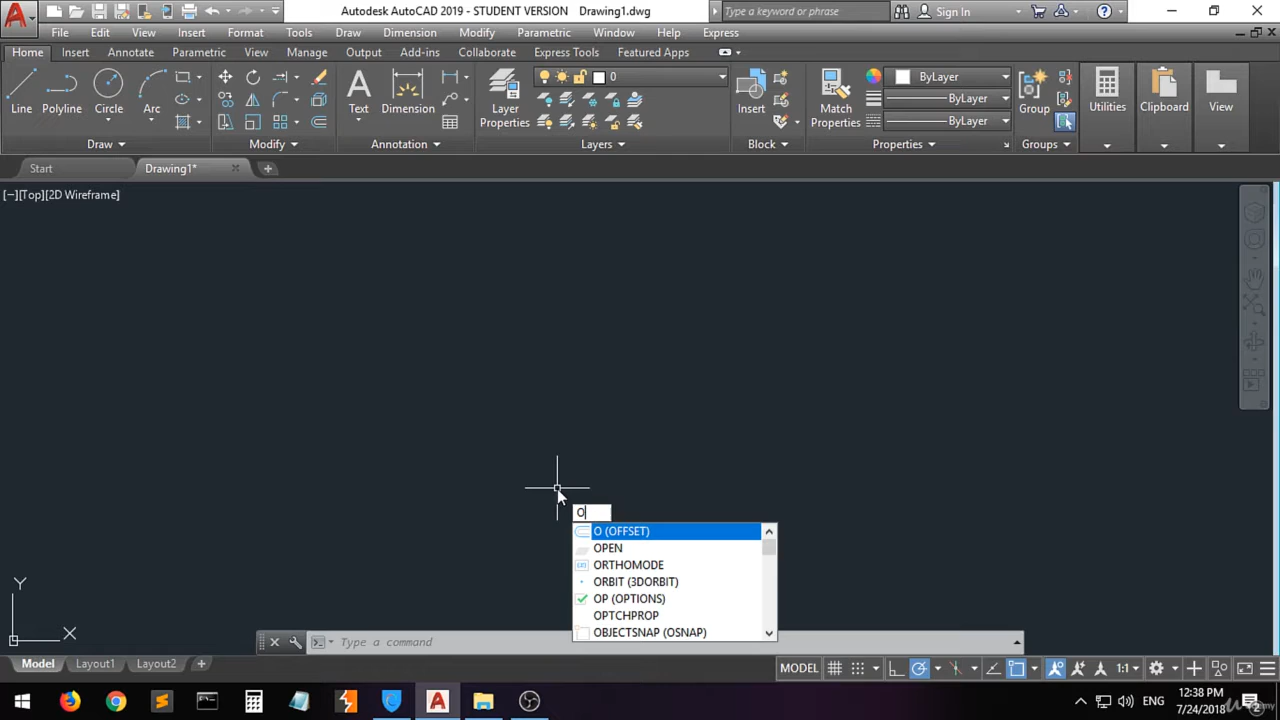 Autodesk AutoCAD 2019 - STUDENT VERSION Drawing1.dwg
Type a keyword or phrase
Sign In
File Edit View Insert Format Tools Draw Dimension Modify Parametric Window Help Express
Home Insert Annotate Parametric View Manage Output Add-ins Collaborate Express Tools Featured Apps
0
ByLayer
ByLayer
ByLayer
Line Polyline Circle Arc Text Dimension Layer Properties Insert Match Properties Group Utilities Clipboard View
Draw Modify Annotation Layers Block Properties Groups
Start Drawing1*
[−][Top][2D Wireframe]
O
O (OFFSET)
OPEN
ORTHOMODE
ORBIT (3DORBIT)
OP (OPTIONS)
OPTCHPROP
OBJECTSNAP (OSNAP)
Y
X
Type a command
Model Layout1 Layout2
MODEL 1:1
ENG
12:38 PM
7/24/2018
2